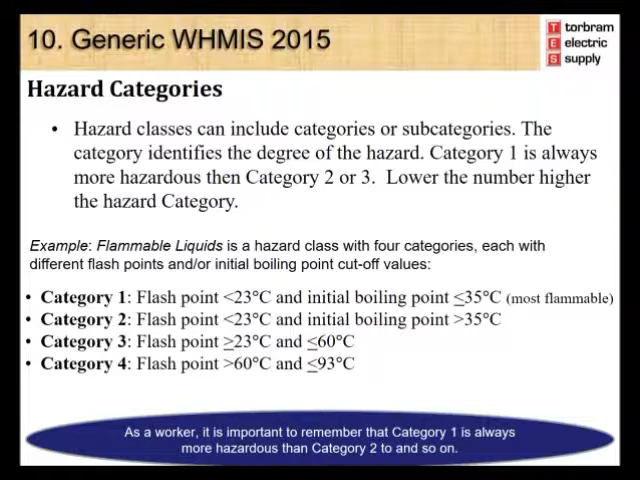 10. Generic WHMIS 2015
T torbram
E electric
S supply
Hazard Categories
• Hazard classes can include categories or subcategories. The
category identifies the degree of the hazard. Category 1 is always
more hazardous then Category 2 or 3. Lower the number higher
the hazard Category.
Example: Flammable Liquids is a hazard class with four categories, each with
different flash points and/or initial boiling point cut-off values:
• Category 1: Flash point <23°C and initial boiling point ≤35°C (most flammable)
• Category 2: Flash point <23°C and initial boiling point >35°C
• Category 3: Flash point ≥23°C and ≤60°C
• Category 4: Flash point >60°C and ≤93°C
As a worker, it is important to remember that Category 1 is always
more hazardous than Category 2 to and so on.